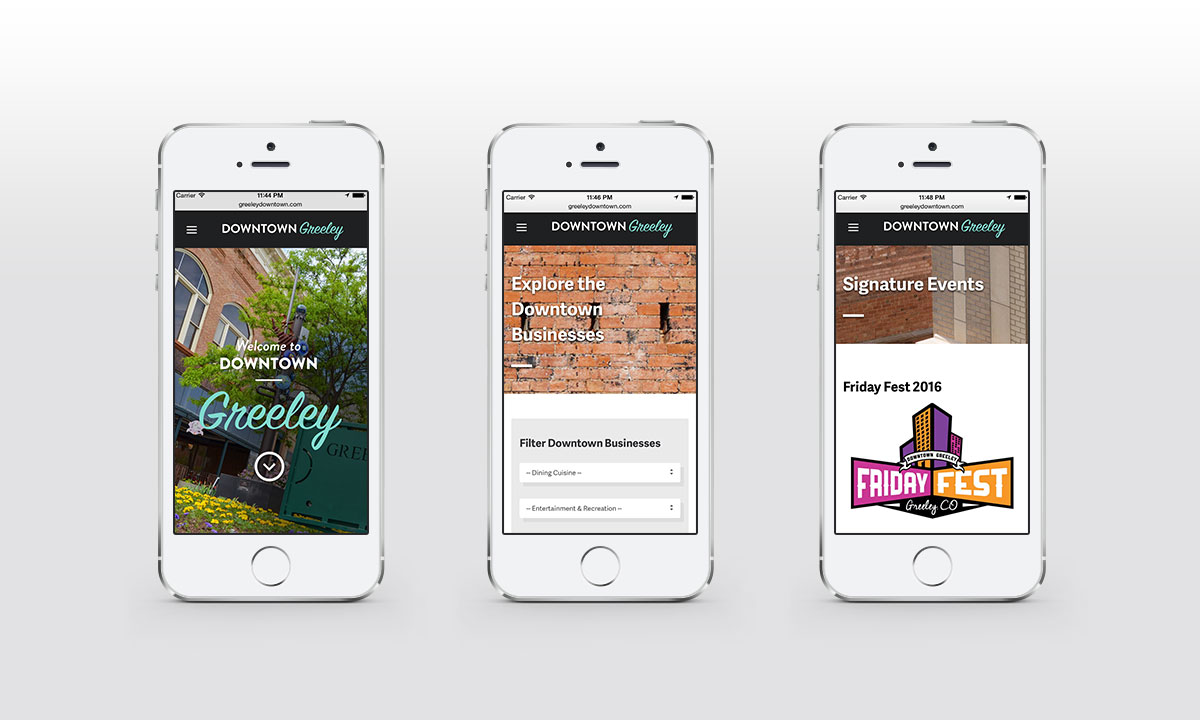 Carrier 11:44 PM
greeleydowntown.com
DOWNTOWN Greeley
Welcome to
DOWNTOWN
Greeley
GREE
Carrier 11:46 PM
greeleydowntown.com
DOWNTOWN Greeley
Explore the
Downtown
Businesses
Filter Downtown Businesses
-- Dining Cuisine --
-- Entertainment & Recreation --
Carrier 11:48 PM
greeleydowntown.com
DOWNTOWN Greeley
Signature Events
Friday Fest 2016
DOWNTOWN GREELEY
FRIDAY FEST
Greeley CO